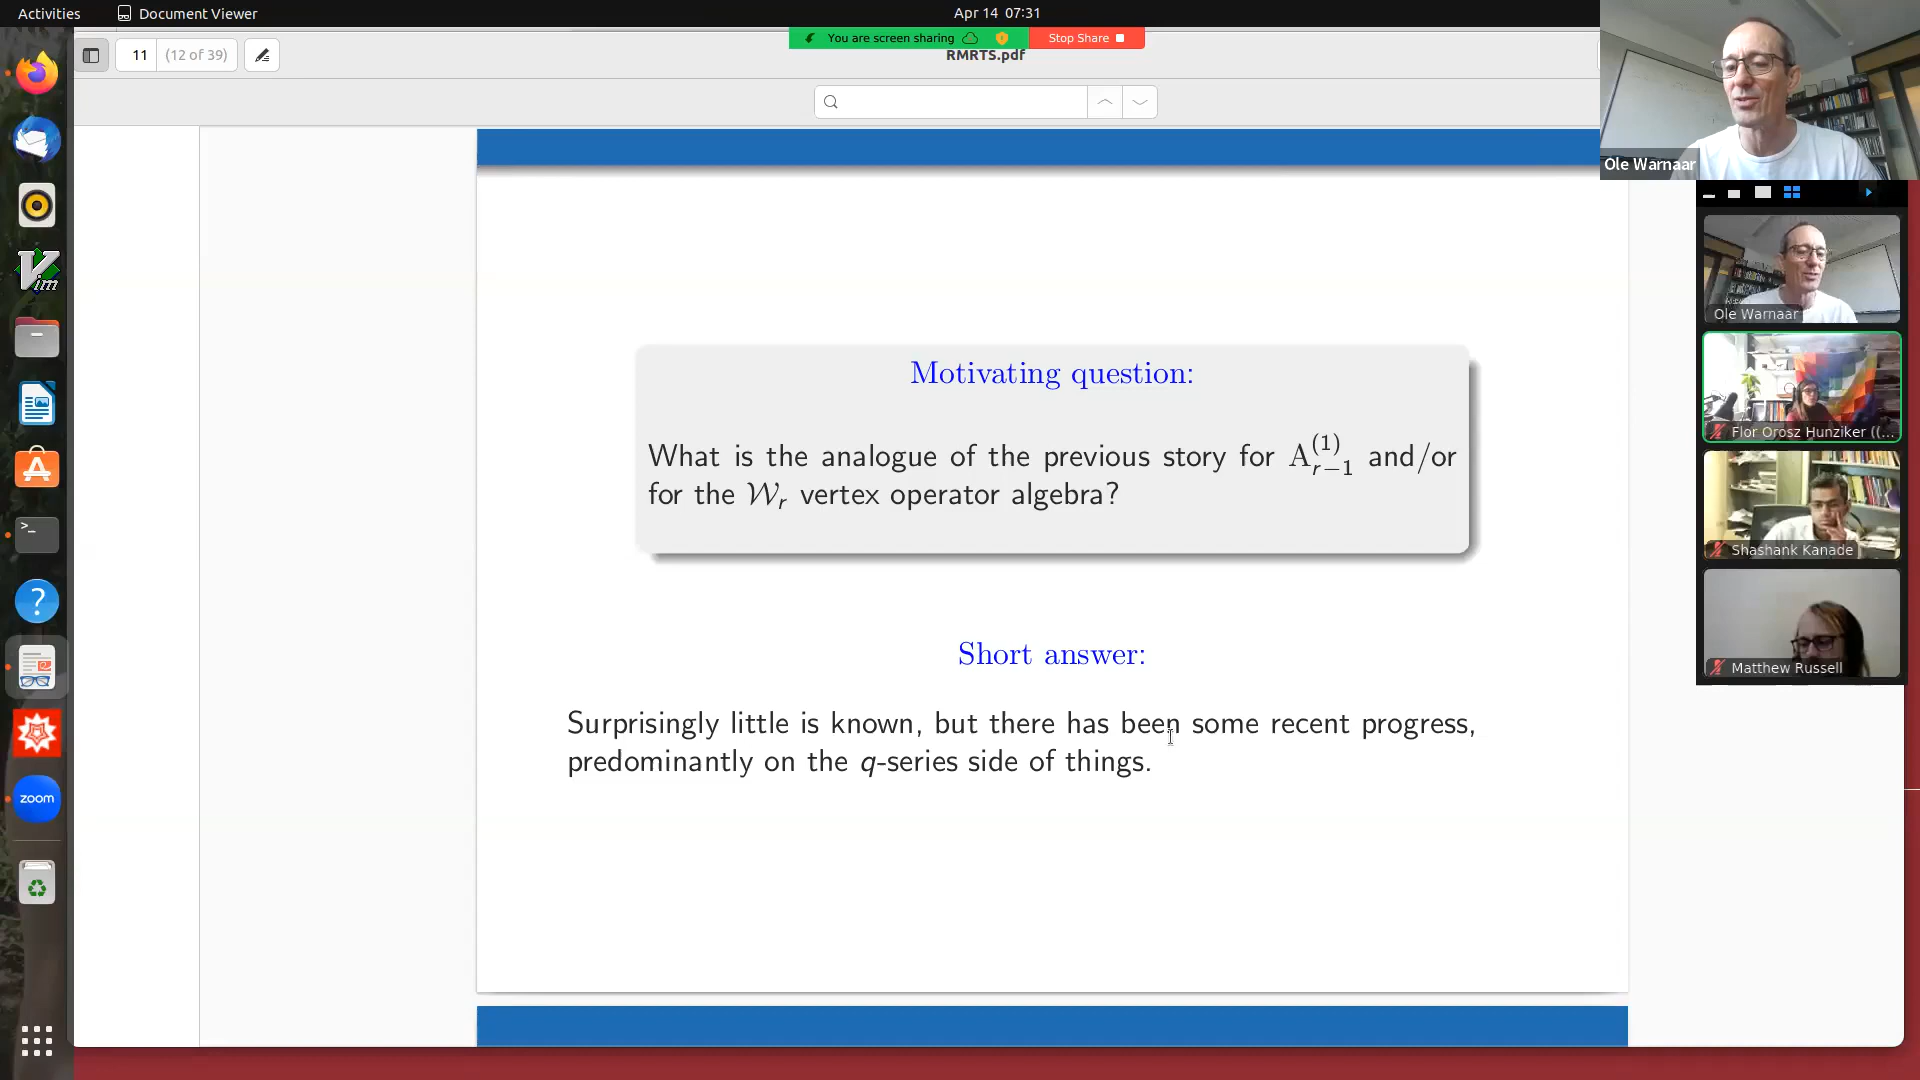 Activities
Document Viewer
Apr 14 07:31
You are screen sharing
Stop Share
11
(12 of 39)
RMRTS.pdf
Ole Warnaar
Motivating question:
What is the analogue of the previous story for A_{r−1}^{(1)} and/or
for the 𝒲_r vertex operator algebra?
Short answer:
Surprisingly little is known, but there has been some recent progress,
predominantly on the q-series side of things.
Ole Warnaar
Flor Orosz Hunziker ((...
Shashank Kanade
Matthew Russell
Vim
>_
?
zoom